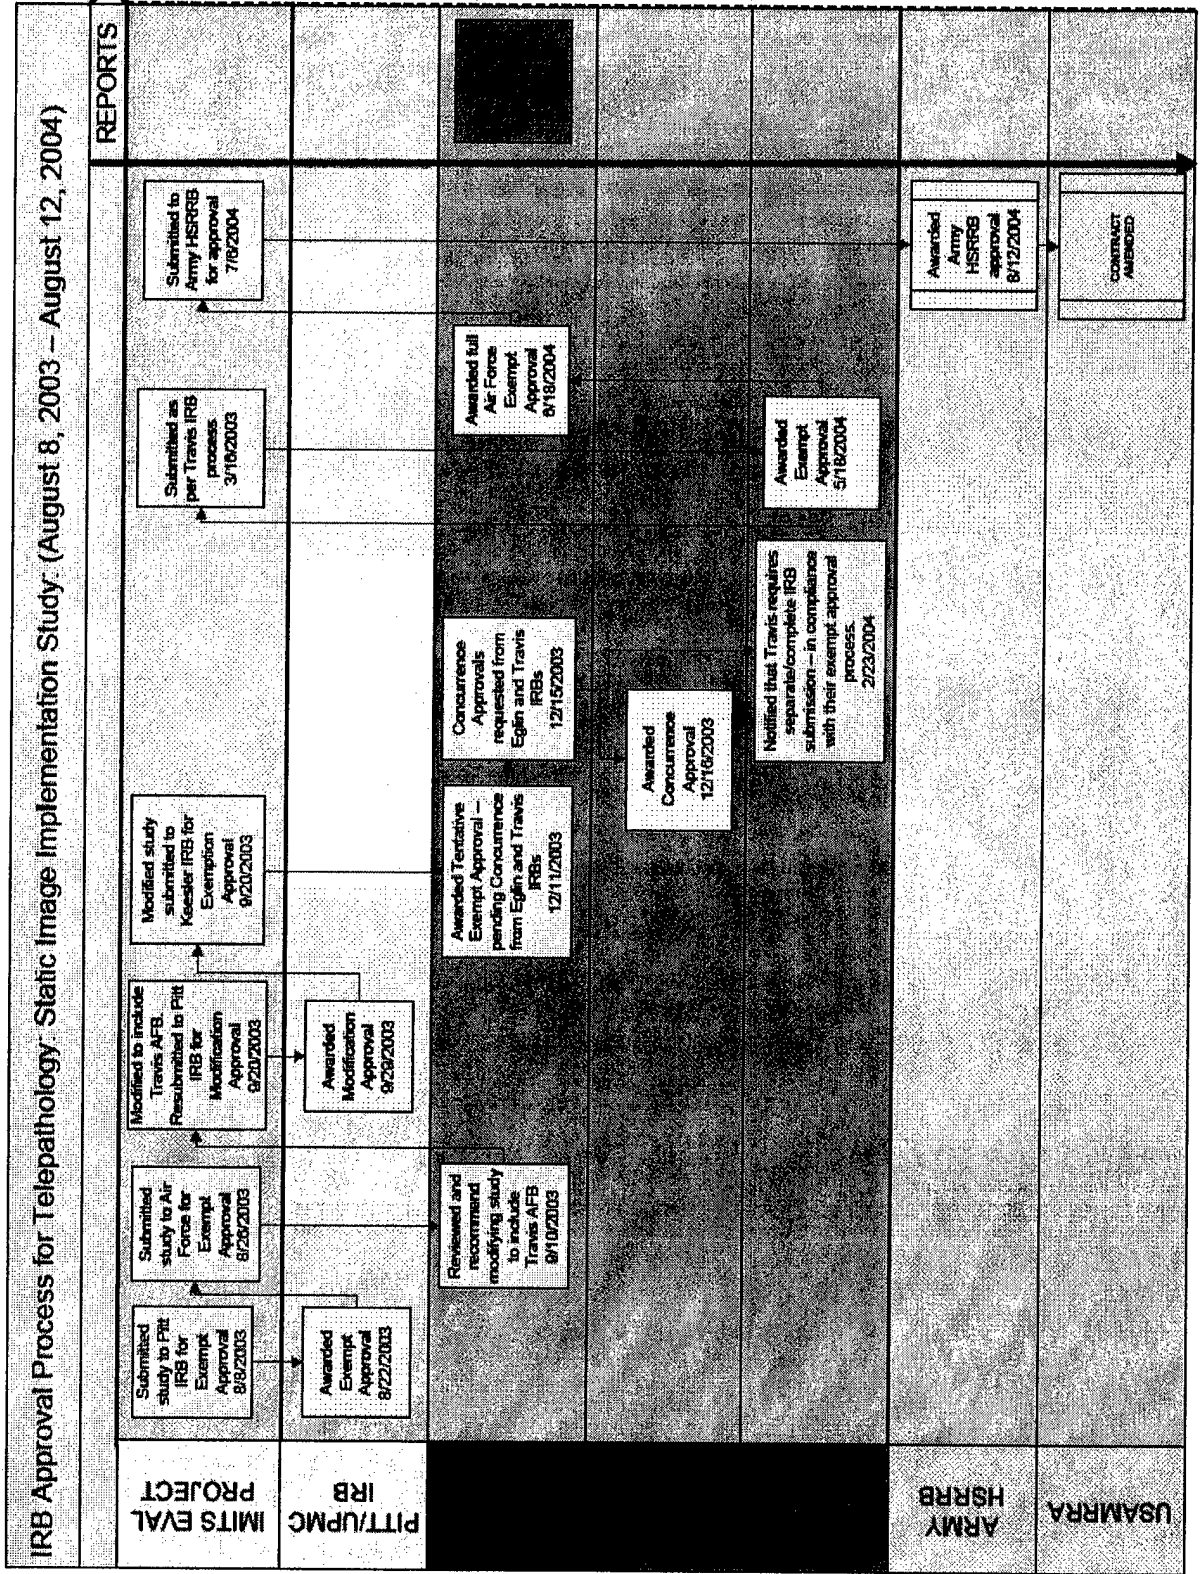 IRB Approval Process for Telepathology: Static Image Implementation Study. (August 8, 2003 – August 12, 2004)
REPORTS
IMITS EVAL
PROJECT
Submitted
study to Pitt
IRB for
Exempt
Approval
8/8/2003
Submitted
study to Air
Force for
Exempt
Approval
8/26/2003
Modified to include
Travis AFB.
Resubmitted to Pitt
IRB for
Modification
Approval
9/20/2003
Modified study
submitted to
Keesler IRB for
Exemption
Approval
9/20/2003
Submitted as
per Travis IRB
process.
3/16/2003
Submitted to
Army HSRRB
for approval
7/6/2004
PITT/UPMC
IRB
Awarded
Exempt
Approval
8/22/2003
Awarded
Modification
Approval
9/29/2003
Reviewed and
recommend
modifying study
to include
Travis AFB
9/10/2003
Awarded Tentative
Exempt Approval –
pending Concurrence
from Eglin and Travis
IRBs
12/11/2003
Concurrence
Approvals
requested from
Eglin and Travis
IRBs
12/15/2003
Awarded full
Air Force
Exempt
Approval
6/18/2004
Awarded
Concurrence
Approval
12/16/2003
Notified that Travis requires
separate/complete IRB
submission – in compliance
with their exempt approval
process.
2/23/2004
Awarded
Exempt
Approval
5/18/2004
ARMY
HSRRB
Awarded
Army
HSRRB
approval
8/12/2004
USAMRRA
CONTRACT
AMENDED